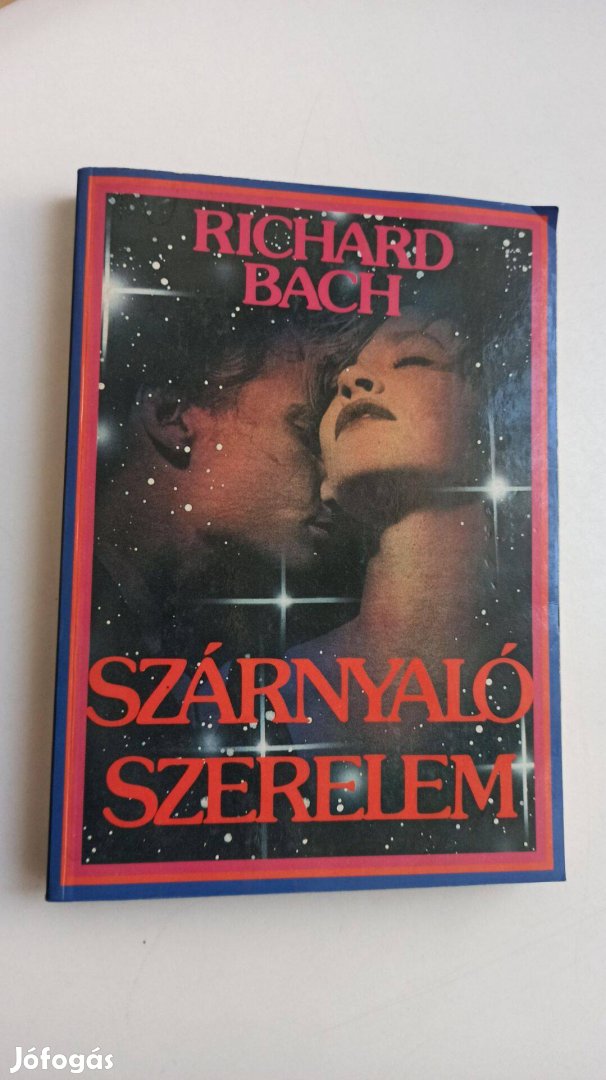 RICHARD
BACH
SZÁRNYALÓ
SZERELEM
Jófogás